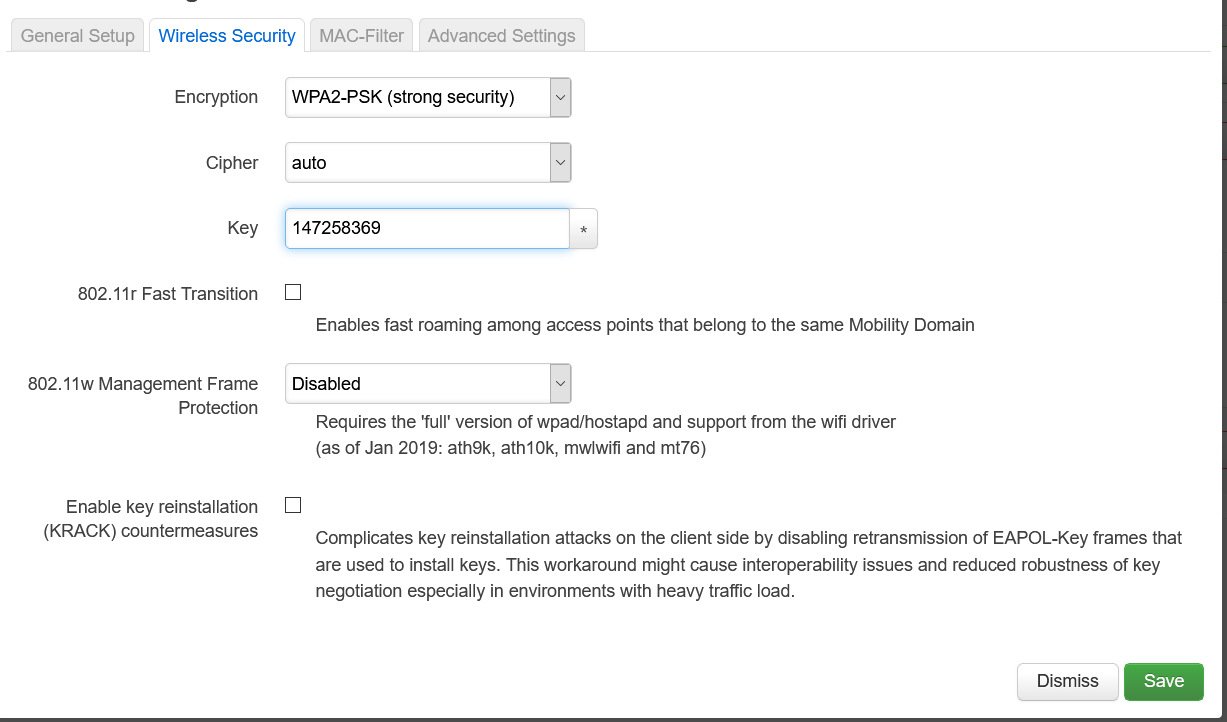 General Setup
Wireless Security
MAC-Filter
Advanced Settings
Encryption
WPA2-PSK (strong security)
Cipher
auto
Key
147258369
*
802.11r Fast Transition
Enables fast roaming among access points that belong to the same Mobility Domain
802.11w Management Frame
Protection
Disabled
Requires the 'full' version of wpad/hostapd and support from the wifi driver
(as of Jan 2019: ath9k, ath10k, mwlwifi and mt76)
Enable key reinstallation
(KRACK) countermeasures
Complicates key reinstallation attacks on the client side by disabling retransmission of EAPOL-Key frames that
are used to install keys. This workaround might cause interoperability issues and reduced robustness of key
negotiation especially in environments with heavy traffic load.
Dismiss
Save